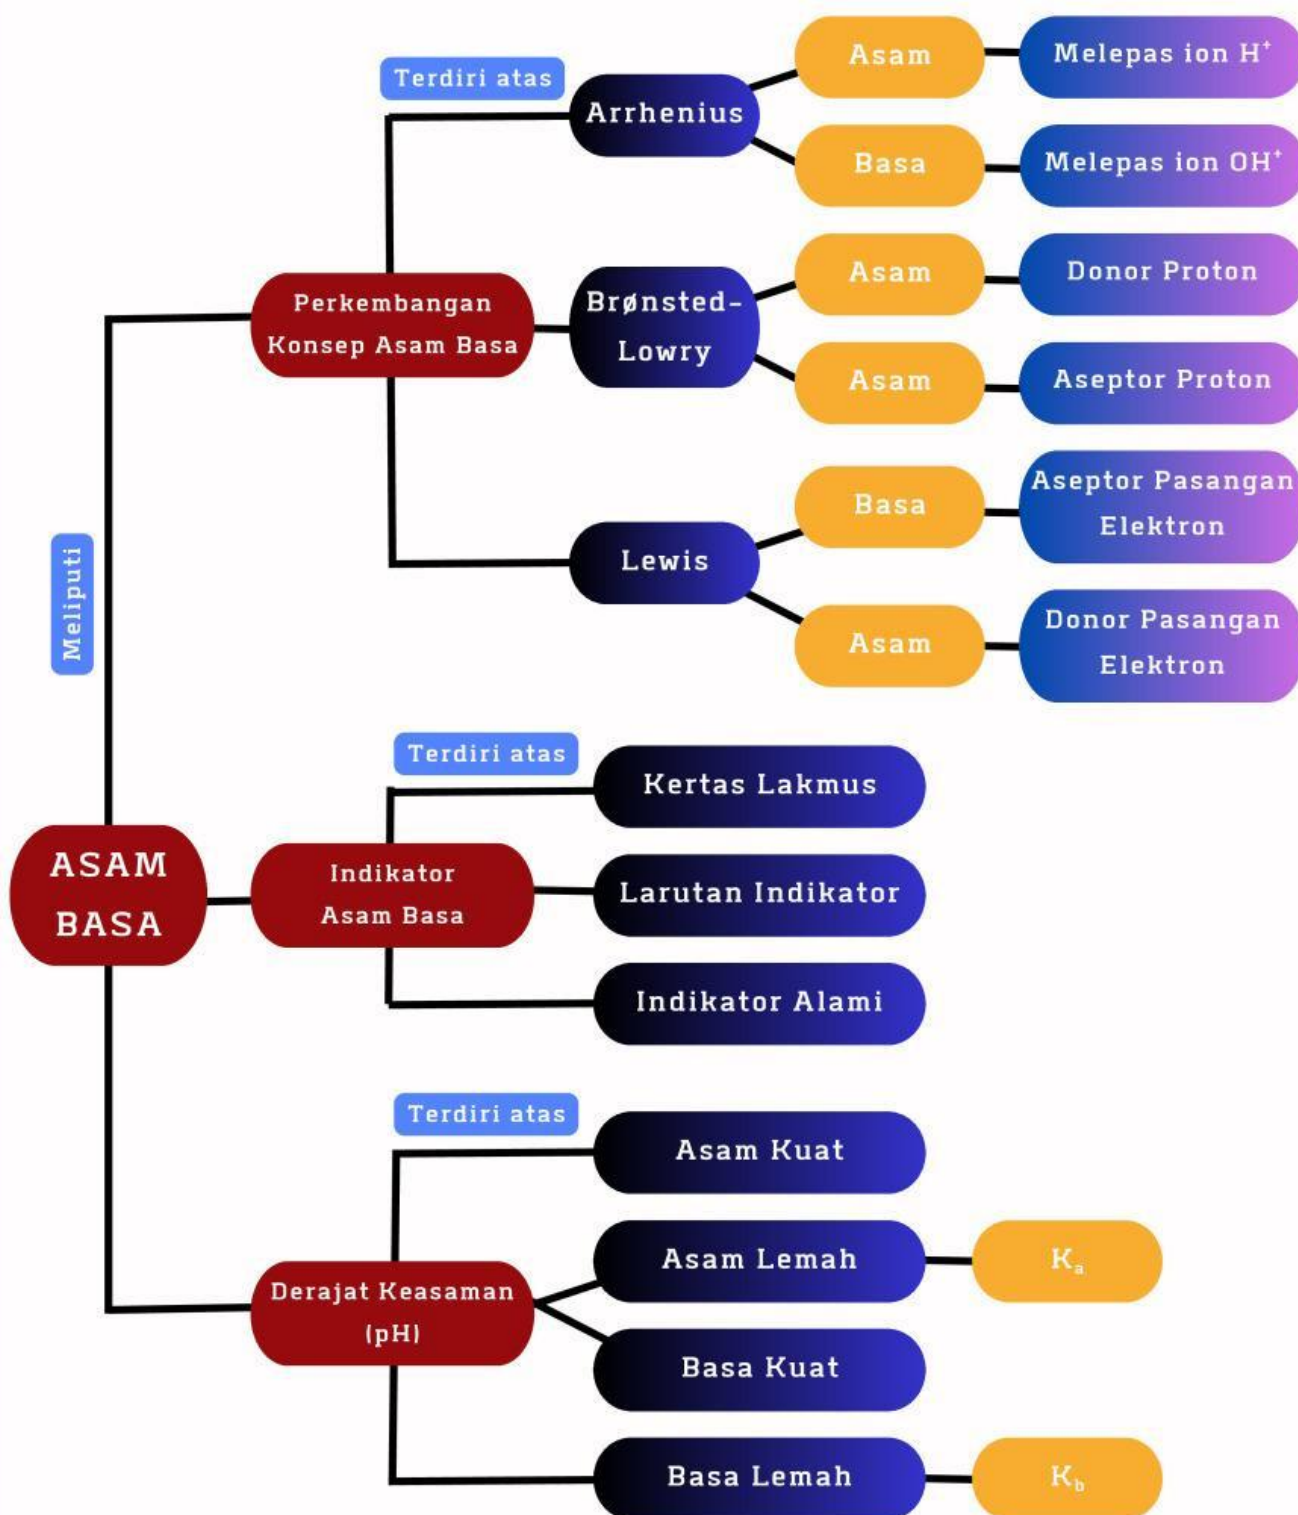 Terdiri atas
Arrhenius
Asam
Melepas ion H⁺
Basa
Melepas ion OH⁺
Perkembangan
Konsep Asam Basa
Brønsted-
Lowry
Asam
Donor Proton
Asam
Aseptor Proton
Lewis
Basa
Aseptor Pasangan
Elektron
Asam
Donor Pasangan
Elektron
Meliputi
ASAM
BASA
Terdiri atas
Indikator
Asam Basa
Kertas Lakmus
Larutan Indikator
Indikator Alami
Terdiri atas
Derajat Keasaman
(pH)
Asam Kuat
Asam Lemah
Kₐ
Basa Kuat
Basa Lemah
K_b